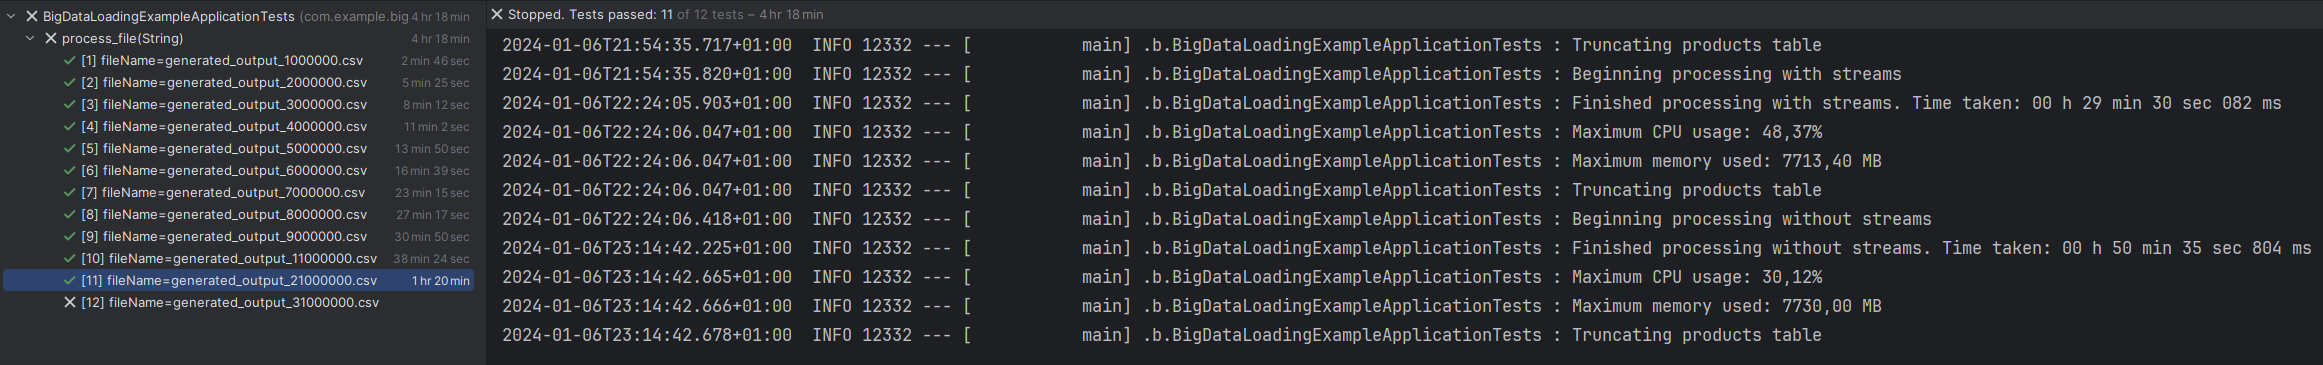 BigDataLoadingExampleApplicationTests (com.example.big 4 hr 18 min
process_file(String) 4 hr 18 min
[1] fileName=generated_output_1000000.csv 2 min 46 sec
[2] fileName=generated_output_2000000.csv 5 min 25 sec
[3] fileName=generated_output_3000000.csv 8 min 12 sec
[4] fileName=generated_output_4000000.csv 11 min 2 sec
[5] fileName=generated_output_5000000.csv 13 min 50 sec
[6] fileName=generated_output_6000000.csv 16 min 39 sec
[7] fileName=generated_output_7000000.csv 23 min 15 sec
[8] fileName=generated_output_8000000.csv 27 min 17 sec
[9] fileName=generated_output_9000000.csv 30 min 50 sec
[10] fileName=generated_output_11000000.csv 38 min 24 sec
[11] fileName=generated_output_21000000.csv 1 hr 20 min
[12] fileName=generated_output_31000000.csv
Stopped. Tests passed: 11 of 12 tests – 4 hr 18 min
2024-01-06T21:54:35.717+01:00  INFO 12332 --- [           main] .b.BigDataLoadingExampleApplicationTests : Truncating products table
2024-01-06T21:54:35.820+01:00  INFO 12332 --- [           main] .b.BigDataLoadingExampleApplicationTests : Beginning processing with streams
2024-01-06T22:24:05.903+01:00  INFO 12332 --- [           main] .b.BigDataLoadingExampleApplicationTests : Finished processing with streams. Time taken: 00 h 29 min 30 sec 082 ms
2024-01-06T22:24:06.047+01:00  INFO 12332 --- [           main] .b.BigDataLoadingExampleApplicationTests : Maximum CPU usage: 48,37%
2024-01-06T22:24:06.047+01:00  INFO 12332 --- [           main] .b.BigDataLoadingExampleApplicationTests : Maximum memory used: 7713,40 MB
2024-01-06T22:24:06.047+01:00  INFO 12332 --- [           main] .b.BigDataLoadingExampleApplicationTests : Truncating products table
2024-01-06T22:24:06.418+01:00  INFO 12332 --- [           main] .b.BigDataLoadingExampleApplicationTests : Beginning processing without streams
2024-01-06T23:14:42.225+01:00  INFO 12332 --- [           main] .b.BigDataLoadingExampleApplicationTests : Finished processing without streams. Time taken: 00 h 50 min 35 sec 804 ms
2024-01-06T23:14:42.665+01:00  INFO 12332 --- [           main] .b.BigDataLoadingExampleApplicationTests : Maximum CPU usage: 30,12%
2024-01-06T23:14:42.666+01:00  INFO 12332 --- [           main] .b.BigDataLoadingExampleApplicationTests : Maximum memory used: 7730,00 MB
2024-01-06T23:14:42.678+01:00  INFO 12332 --- [           main] .b.BigDataLoadingExampleApplicationTests : Truncating products table